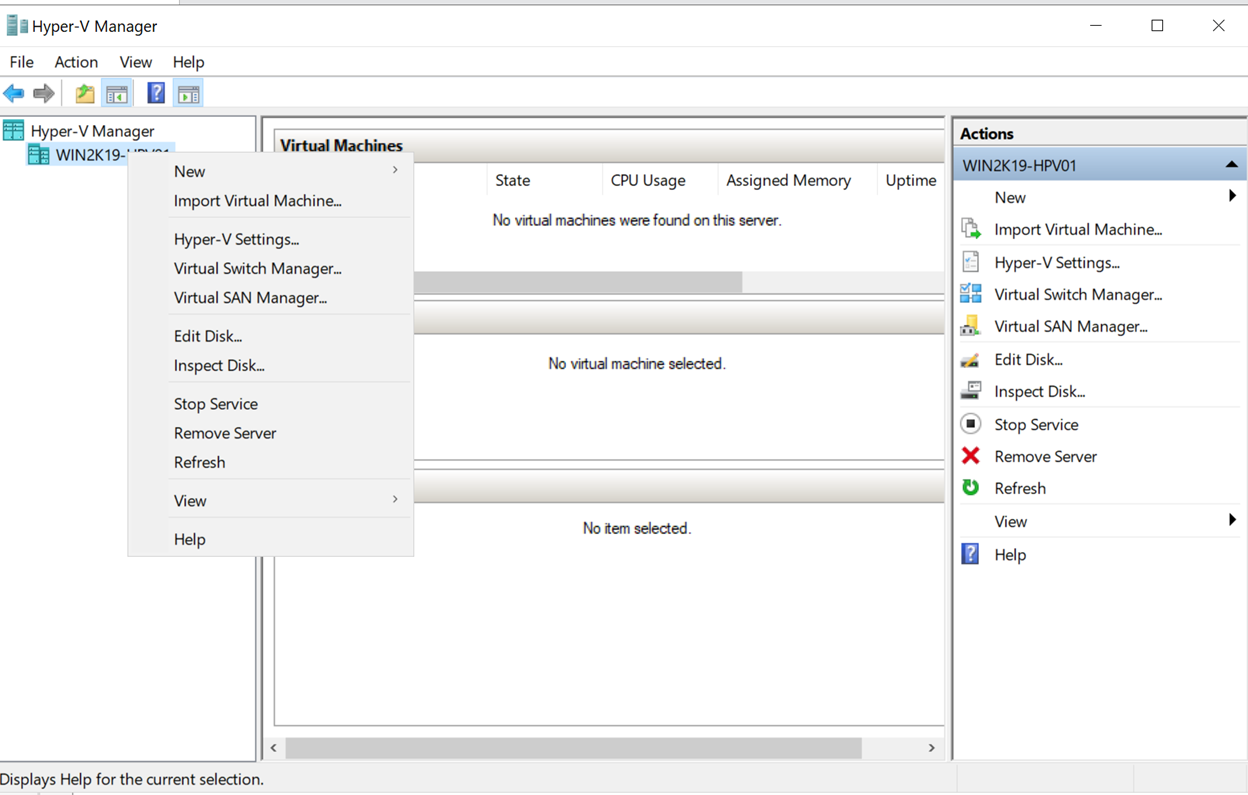 Hyper-V Manager
File Action View Help
Hyper-V Manager
WIN2K19-HPV01
New
Import Virtual Machine...
Hyper-V Settings...
Virtual Switch Manager...
Virtual SAN Manager...
Edit Disk...
Inspect Disk...
Stop Service
Remove Server
Refresh
View
Help
Virtual Machines
State CPU Usage Assigned Memory Uptime
No virtual machines were found on this server.
No virtual machine selected.
No item selected.
Actions
WIN2K19-HPV01
New
Import Virtual Machine...
Hyper-V Settings...
Virtual Switch Manager...
Virtual SAN Manager...
Edit Disk...
Inspect Disk...
Stop Service
Remove Server
Refresh
View
Help
Displays Help for the current selection.